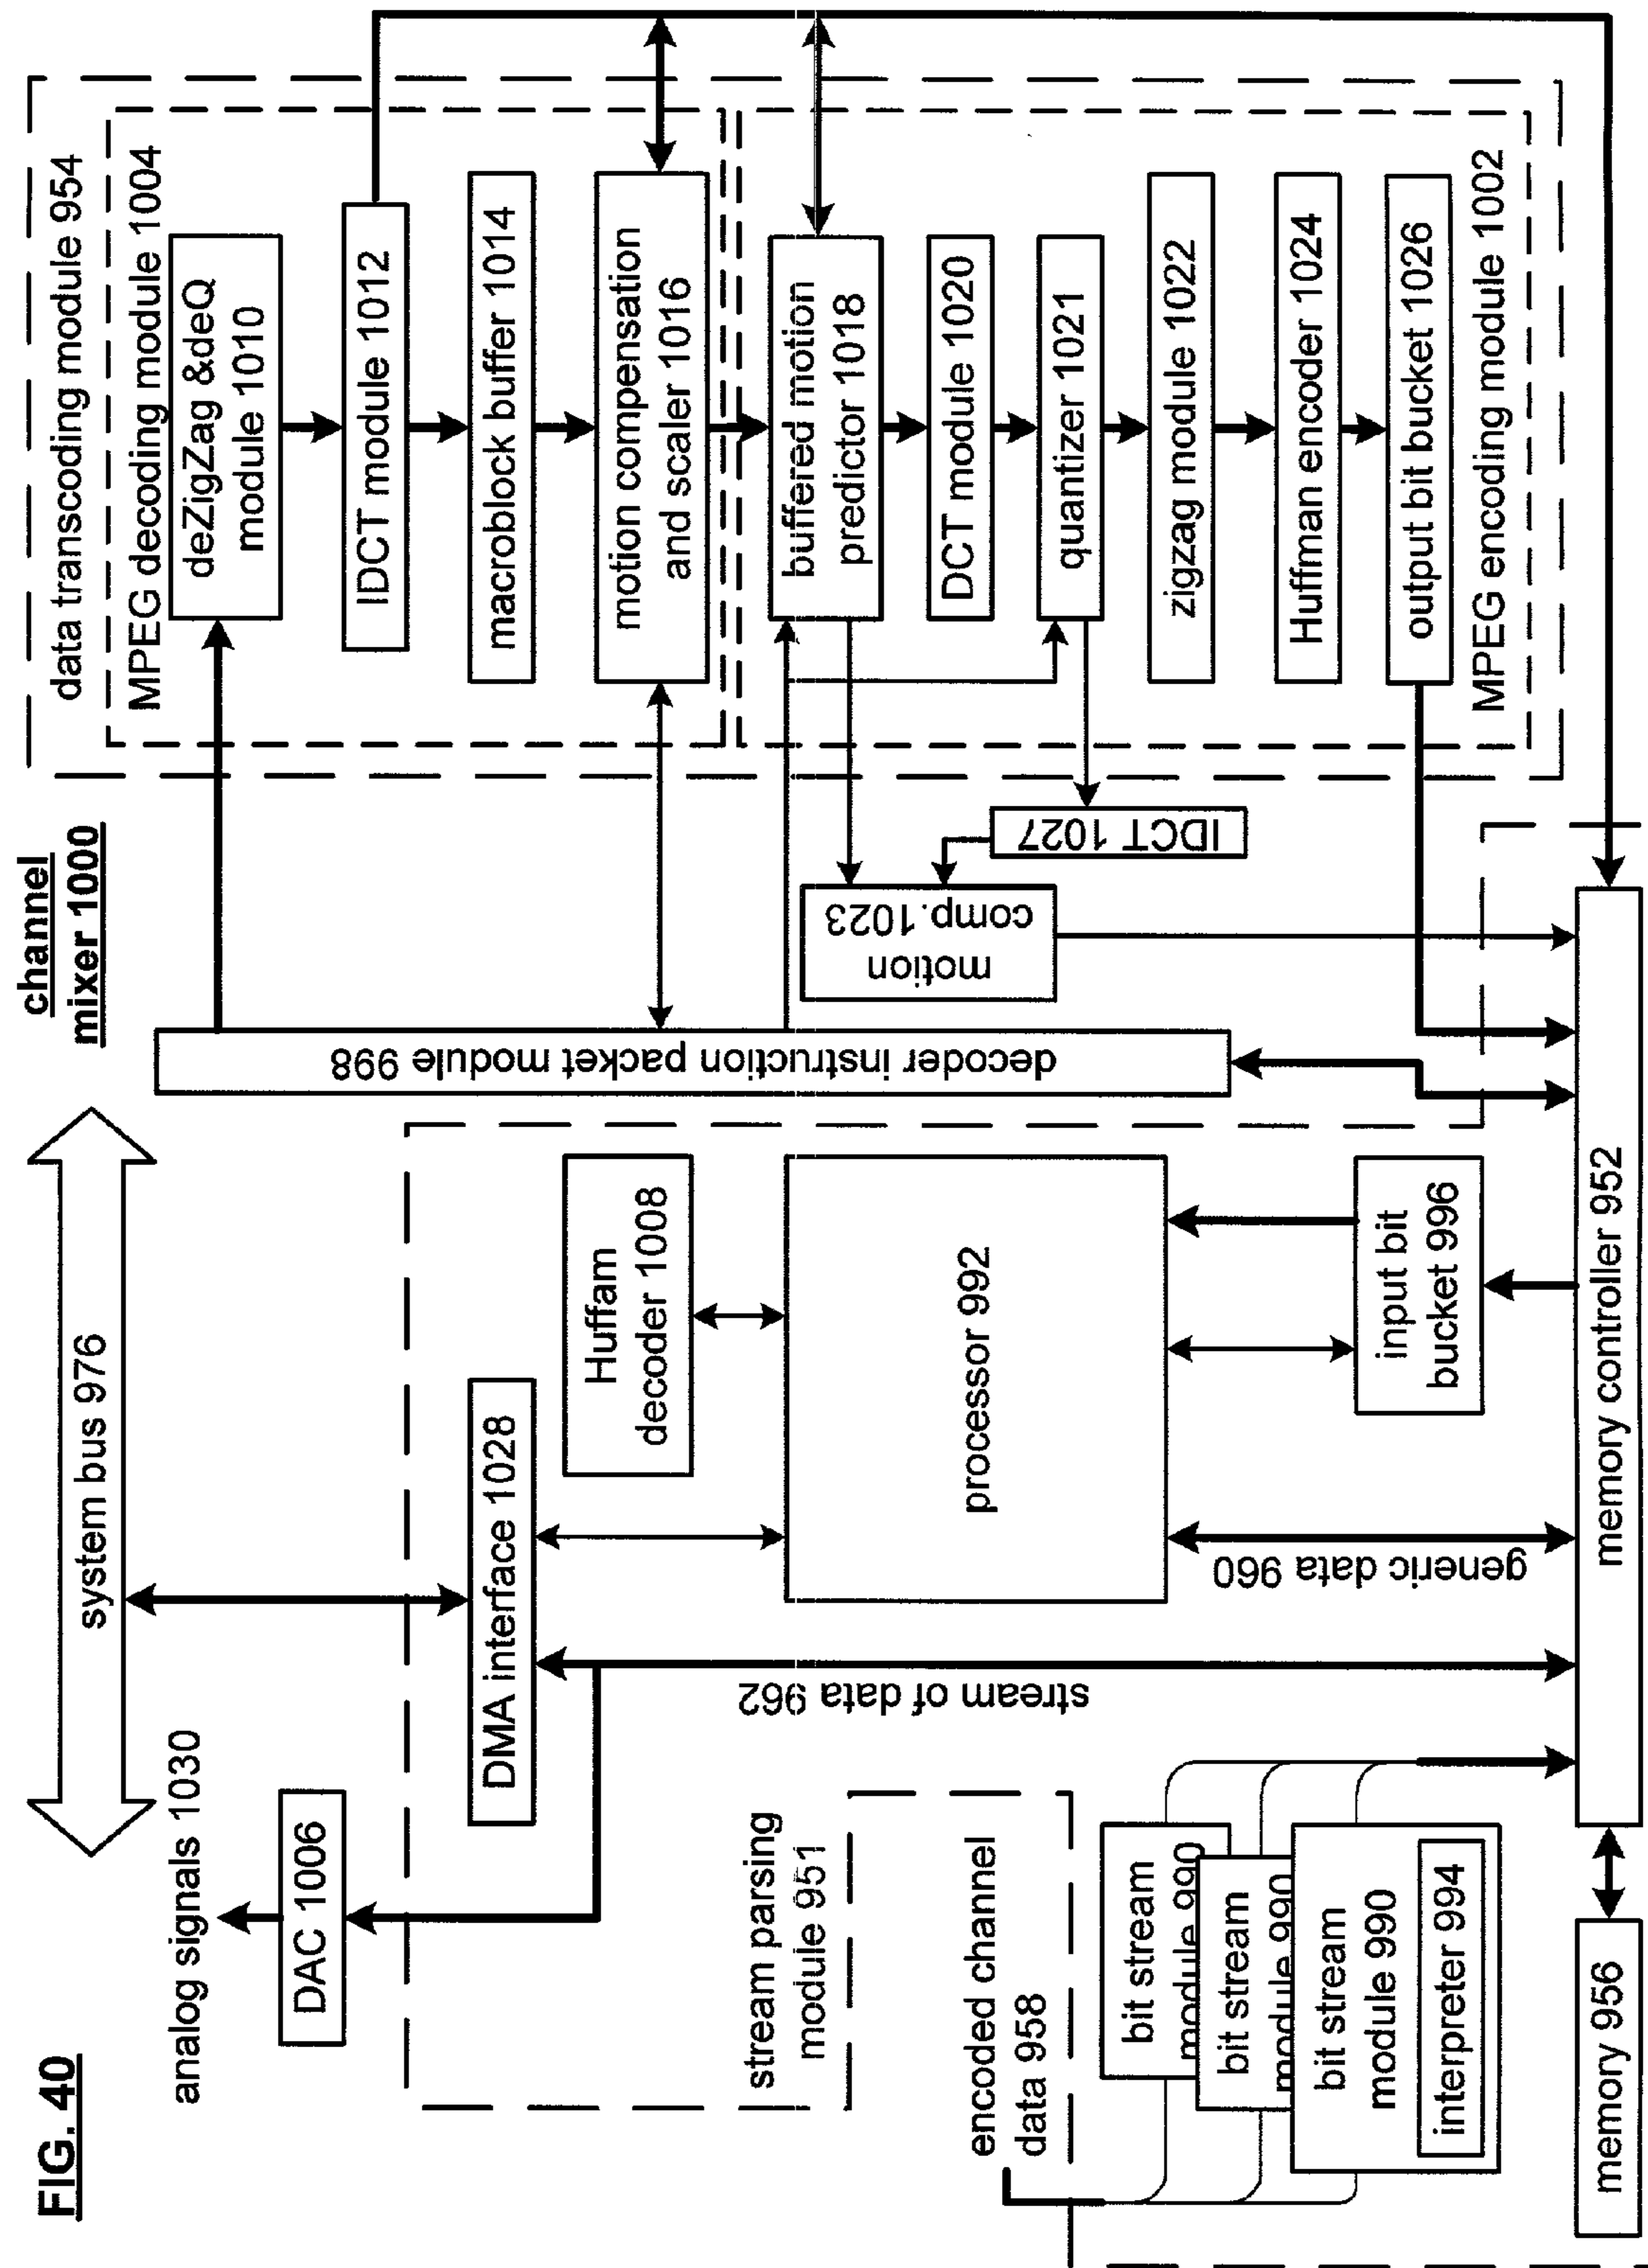 FIG. 40
channel
mixer 1000
system bus 976
analog signals 1030
DAC 1006
DMA interface 1028
Huffam
decoder 1008
stream parsing
module 951
stream of data 962
processor 992
generic data 960
input bit
bucket 996
encoded channel
data 958
bit stream
module 990
bit stream
module 990
bit stream
module 990
interpreter 994
memory 956
memory controller 952
decoder instruction packet module 998
motion
comp. 1023
IDCT 1027
data transcoding module 954
MPEG decoding module 1004
deZigZag &deQ
module 1010
IDCT module 1012
macroblock buffer 1014
motion compensation
and scaler 1016
buffered motion
predictor 1018
DCT module 1020
quantizer 1021
zigzag module 1022
Huffman encoder 1024
output bit bucket 1026
MPEG encoding module 1002